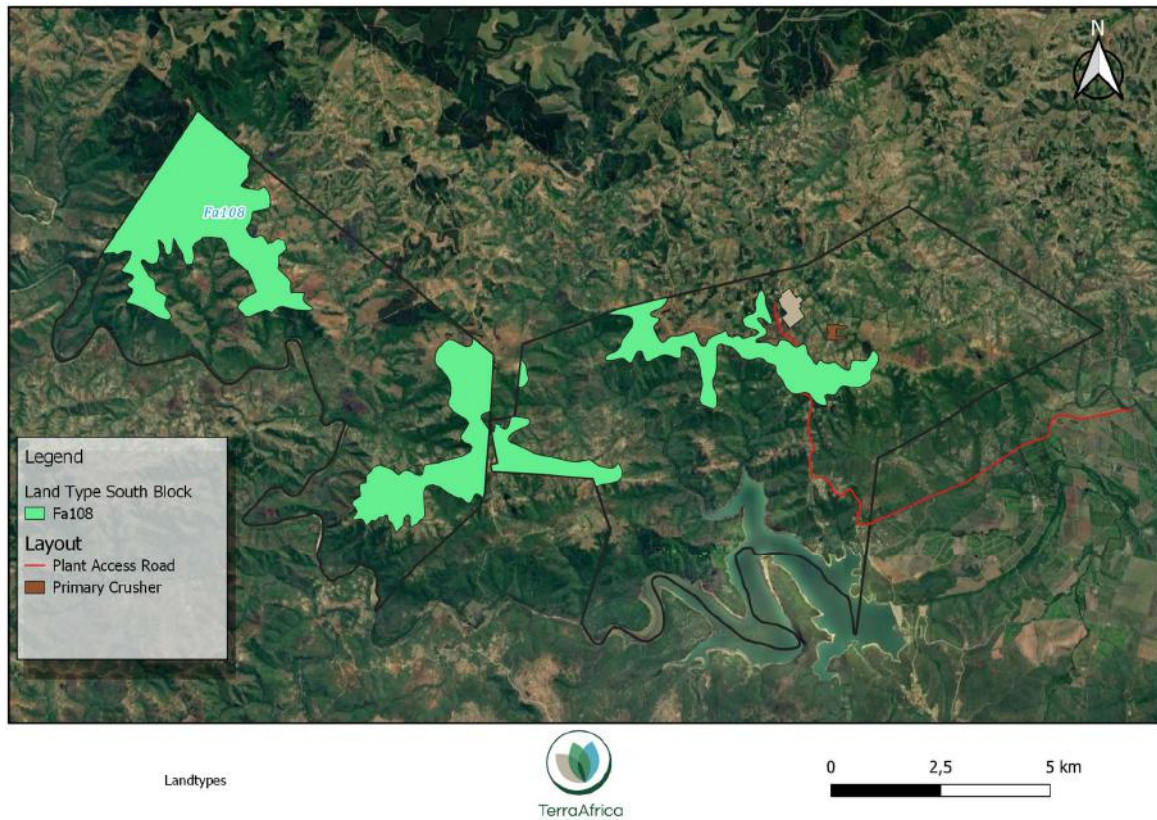 N
Fa108
Legend
Land Type South Block
Fa108
Layout
Plant Access Road
Primary Crusher
Landtypes
TerraAfrica
0 2,5 5 km